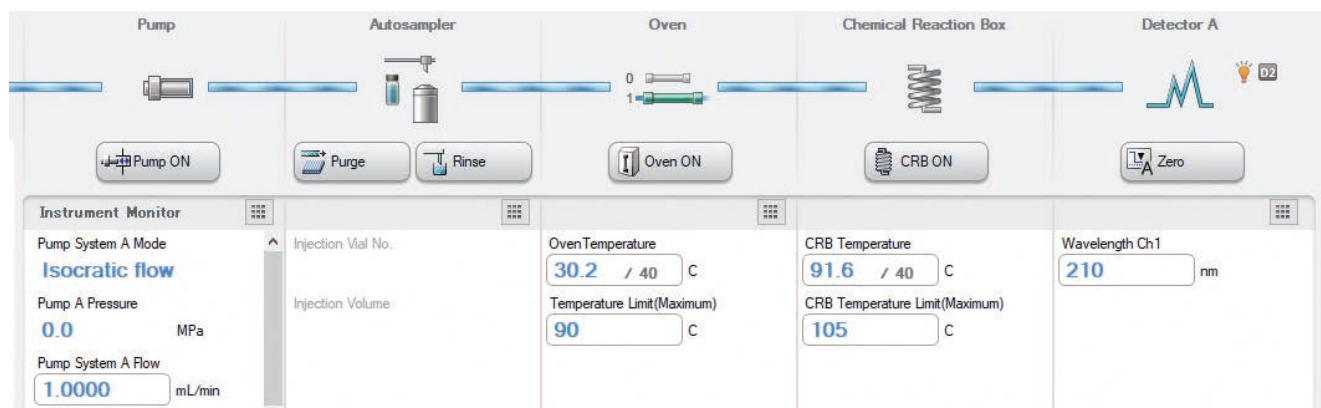 Pump Autosampler Oven Chemical Reaction Box Detector A
0
1
D2
Pump ON Purge Rinse Oven ON CRB ON A Zero
Instrument Monitor
Pump System A Mode Injection Vial No. OvenTemperature CRB Temperature Wavelength Ch1
Isocratic flow 30.2 / 40 C 91.6 / 40 C 210 nm
Pump A Pressure Injection Volume Temperature Limit(Maximum) CRB Temperature Limit(Maximum)
0.0 MPa 90 C 105 C
Pump System A Flow
1.0000 mL/min